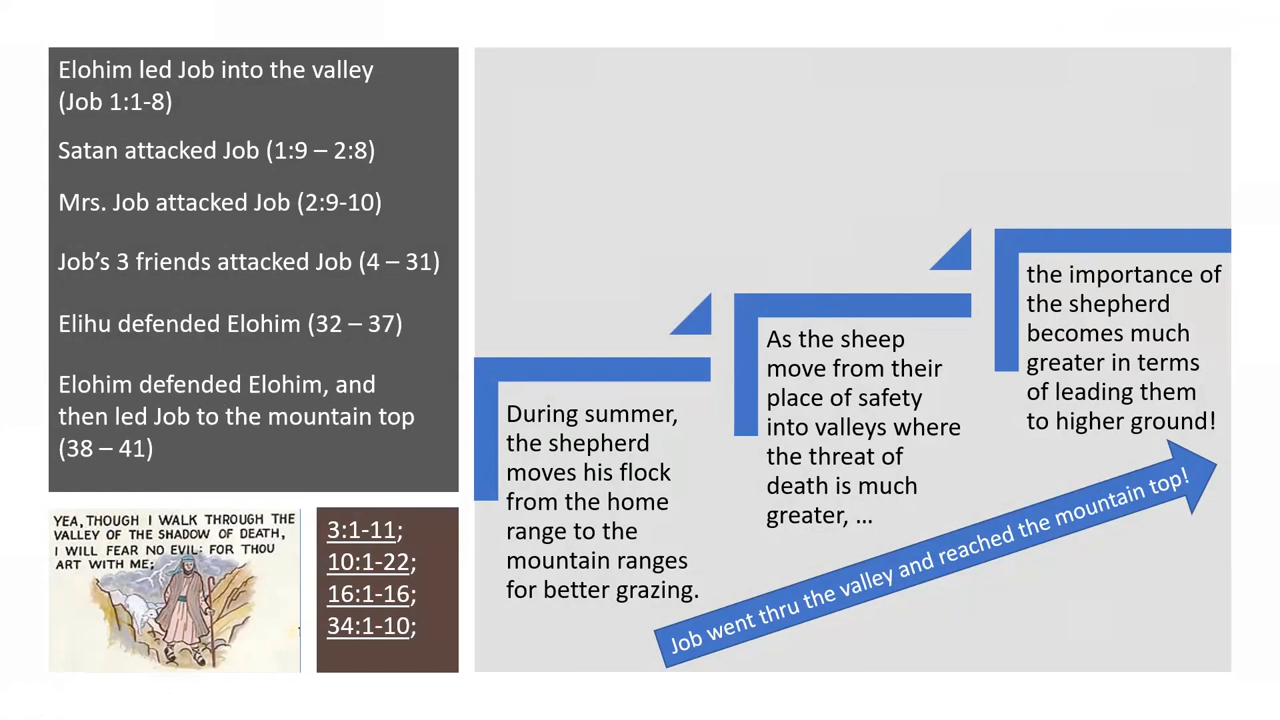 Elohim led Job into the valley
(Job 1:1-8)
Satan attacked Job (1:9 – 2:8)
Mrs. Job attacked Job (2:9-10)
Job’s 3 friends attacked Job (4 – 31)
Elihu defended Elohim (32 – 37)
Elohim defended Elohim, and
then led Job to the mountain top
(38 – 41)
YEA, THOUGH I WALK THROUGH THE
VALLEY OF THE SHADOW OF DEATH,
I WILL FEAR NO EVIL: FOR THOU
ART WITH ME;
3:1-11;
10:1-22;
16:1-16;
34:1-10;
During summer,
the shepherd
moves his flock
from the home
range to the
mountain ranges
for better grazing.
As the sheep
move from their
place of safety
into valleys where
the threat of
death is much
greater, ...
the importance of
the shepherd
becomes much
greater in terms
of leading them
to higher ground!
Job went thru the valley and reached the mountain top!